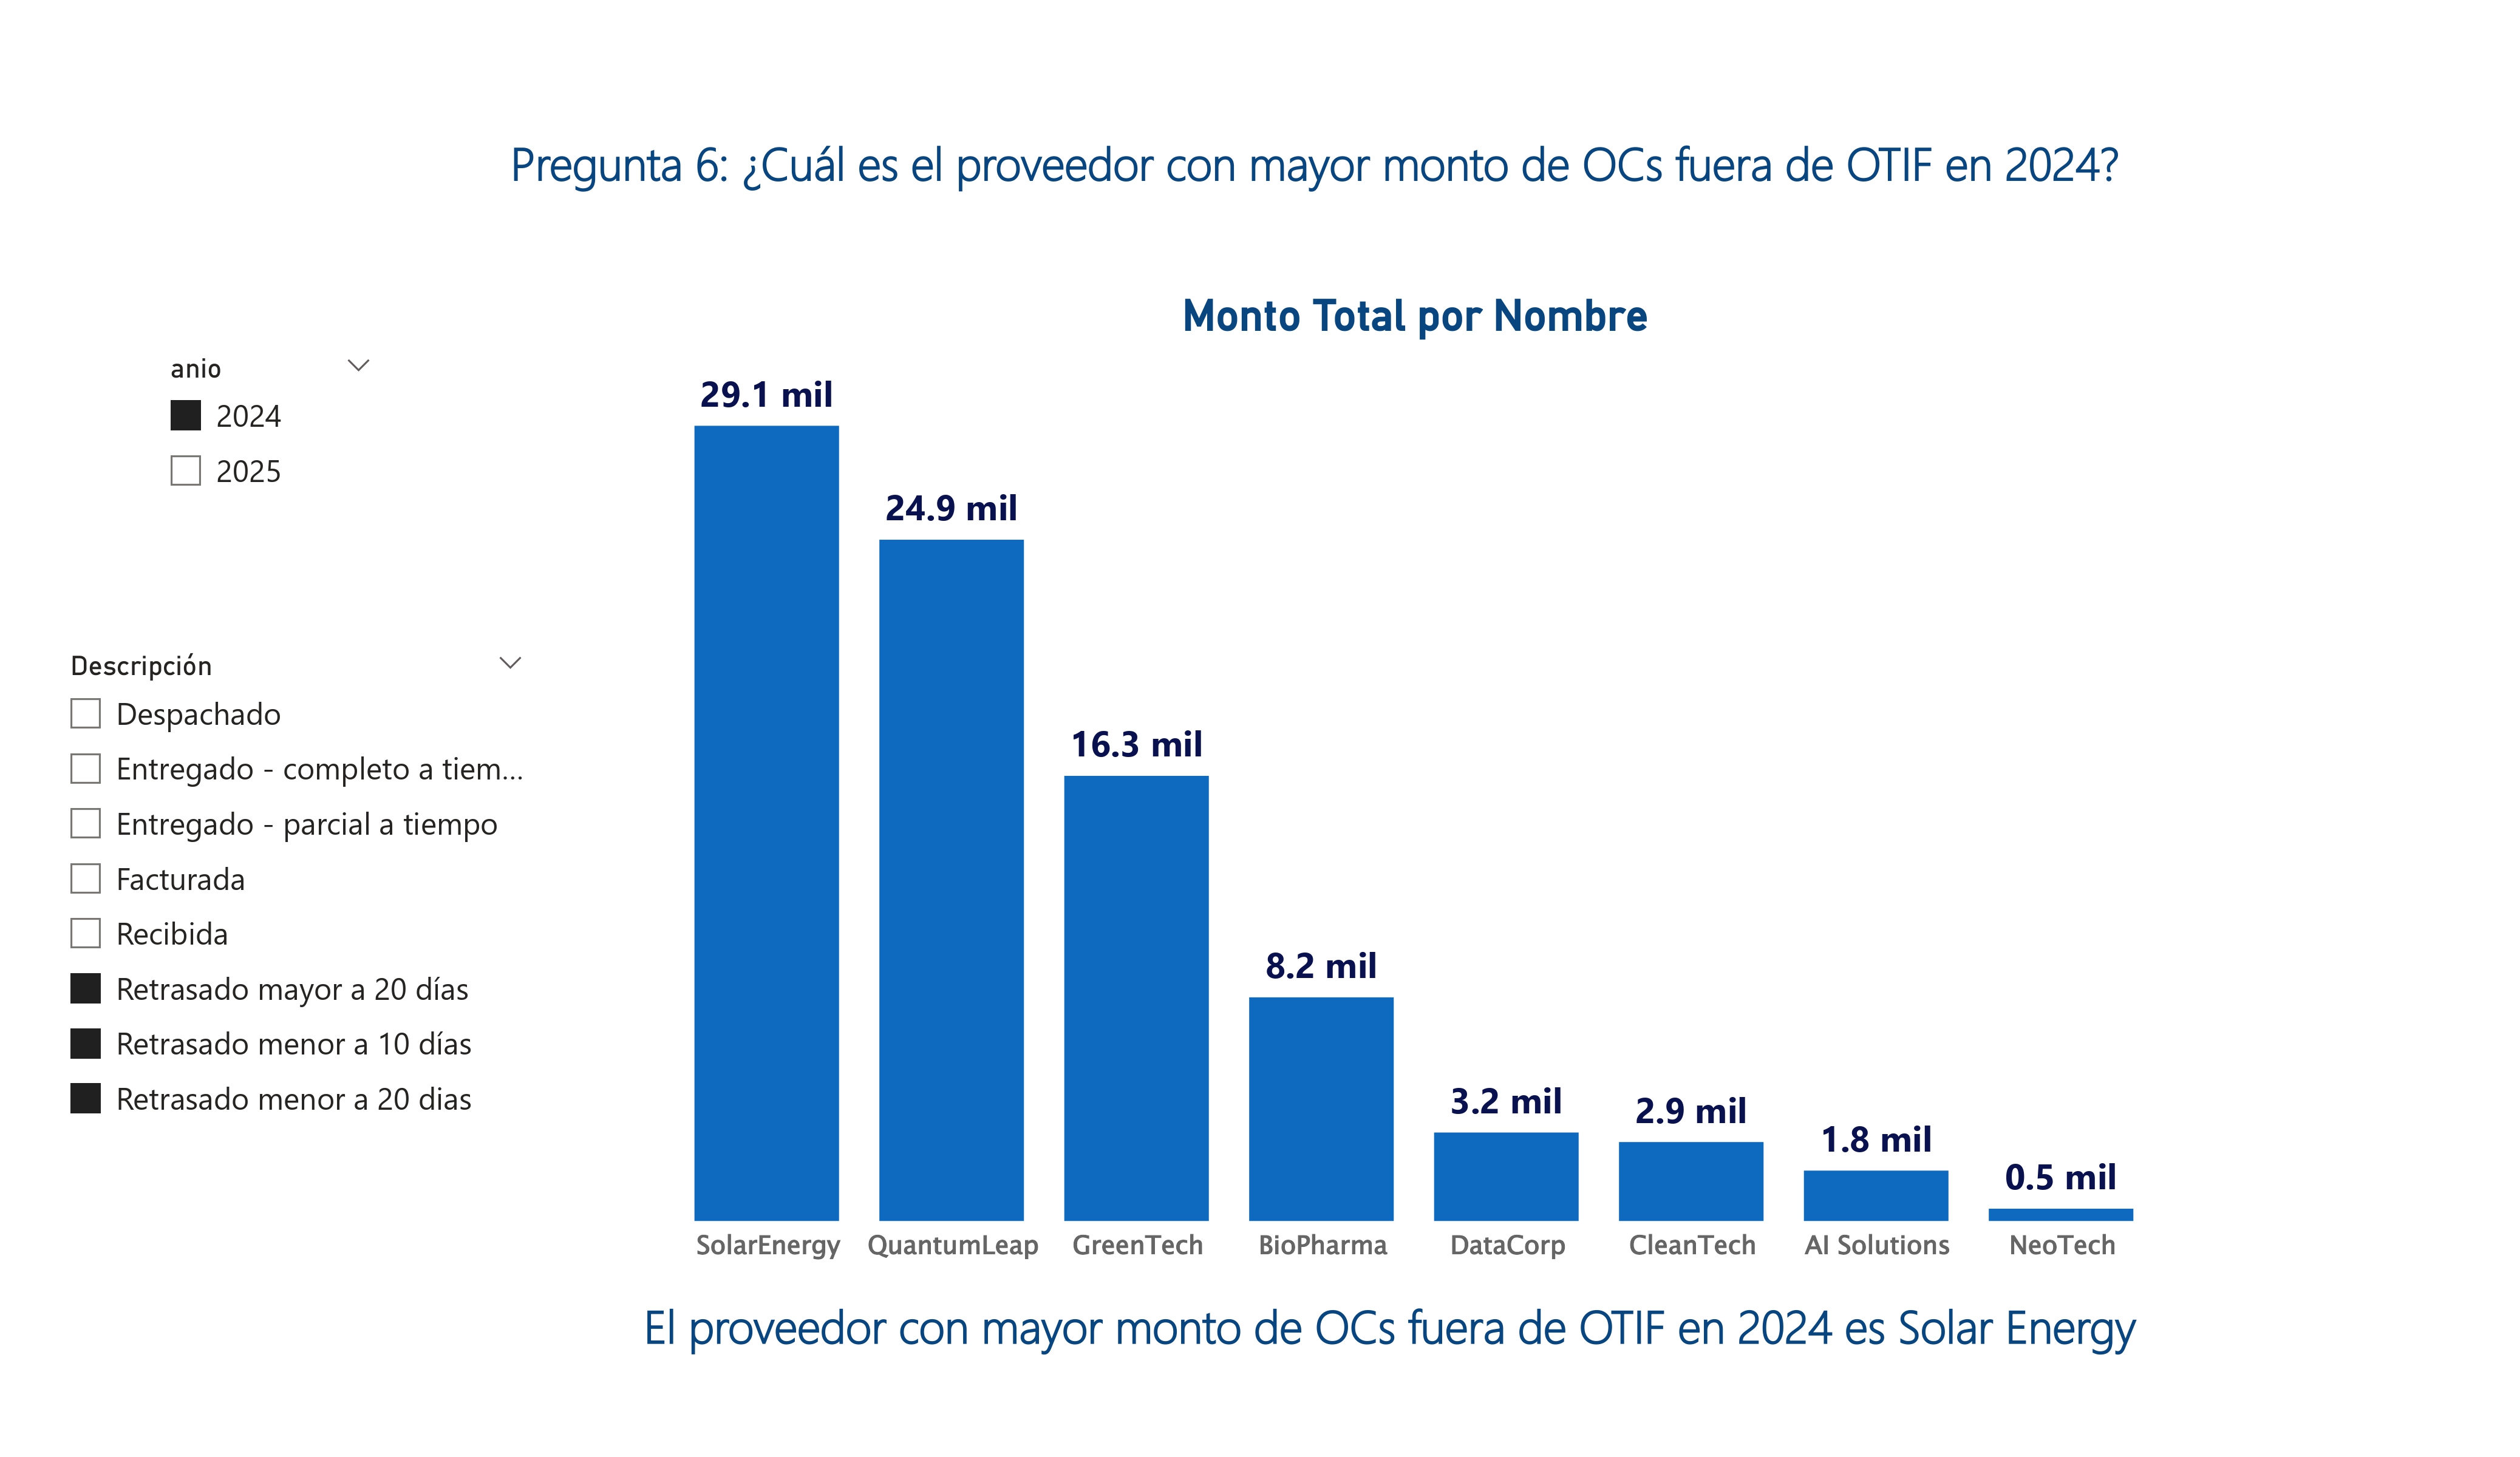 Pregunta 6: ¿Cuál es el proveedor con mayor monto de OCs fuera de OTIF en 2024?
anio
2024
2025
Descripción
Despachado
Entregado - completo a tiem...
Entregado - parcial a tiempo
Facturada
Recibida
Retrasado mayor a 20 días
Retrasado menor a 10 días
Retrasado menor a 20 dias
Monto Total por Nombre
29.1 mil
24.9 mil
16.3 mil
8.2 mil
3.2 mil
2.9 mil
1.8 mil
0.5 mil
SolarEnergy
QuantumLeap
GreenTech
BioPharma
DataCorp
CleanTech
AI Solutions
NeoTech
El proveedor con mayor monto de OCs fuera de OTIF en 2024 es Solar Energy